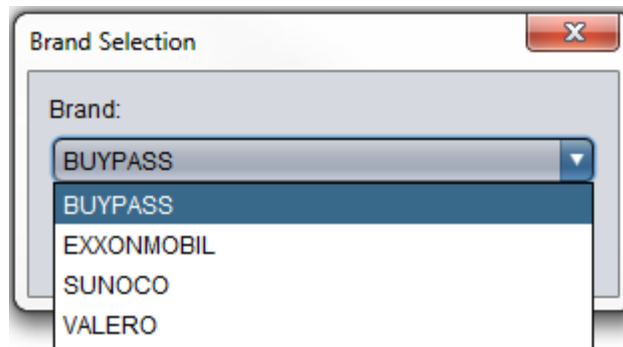 Brand Selection
Brand:
BUYPASS
BUYPASS
EXXONMOBIL
SUNOCO
VALERO